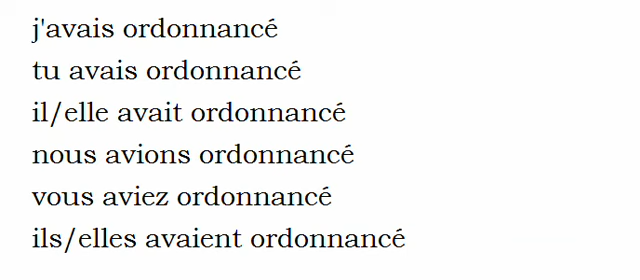 j'avais ordonnancé
tu avais ordonnancé
il/elle avait ordonnancé
nous avions ordonnancé
vous aviez ordonnancé
ils/elles avaient ordonnancé